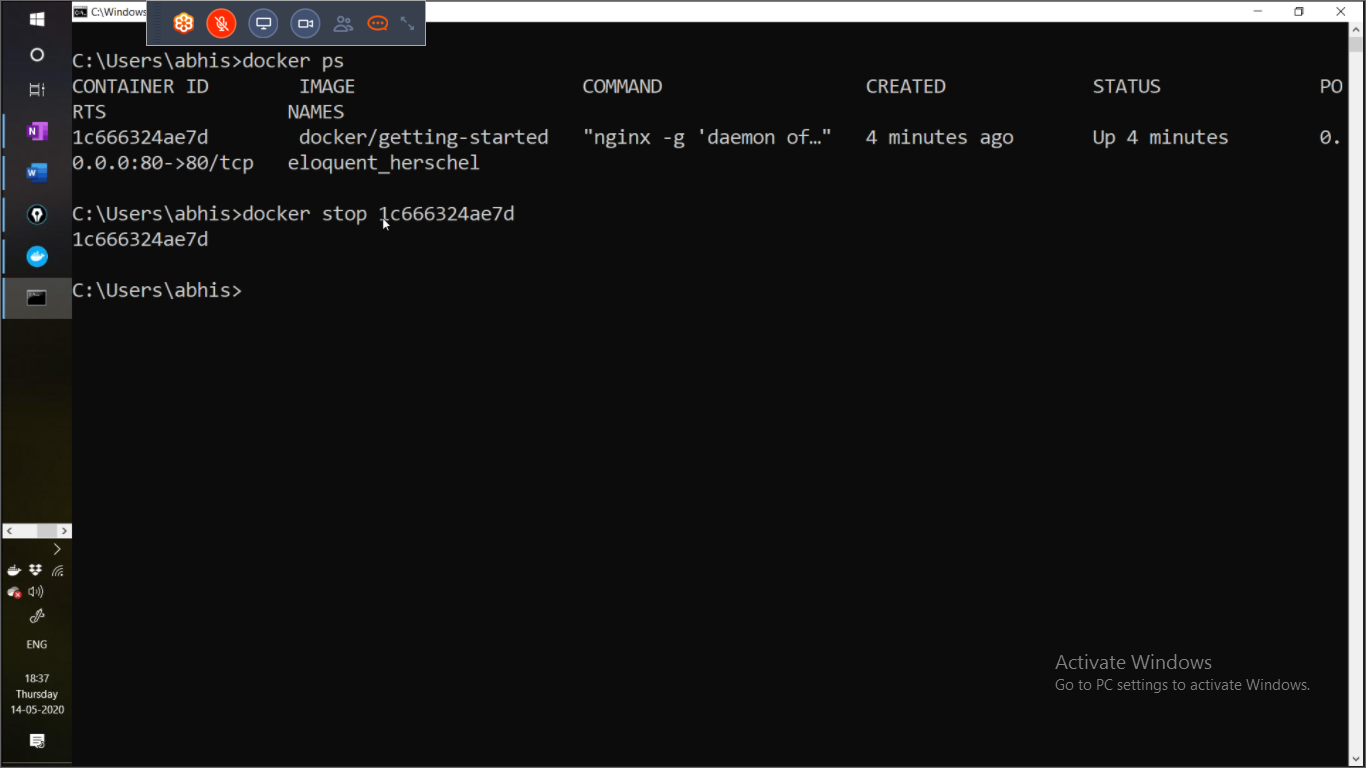 C:\Windows
C:\Users\abhis>docker ps
CONTAINER ID        IMAGE                    COMMAND                  CREATED             STATUS              PO
RTS                NAMES
1c666324ae7d        docker/getting-started   "nginx -g 'daemon of…"   4 minutes ago       Up 4 minutes        0.
0.0.0:80->80/tcp   eloquent_herschel
C:\Users\abhis>docker stop 1c666324ae7d
1c666324ae7d
C:\Users\abhis>
ENG
18:37
Thursday
14-05-2020
Activate Windows
Go to PC settings to activate Windows.